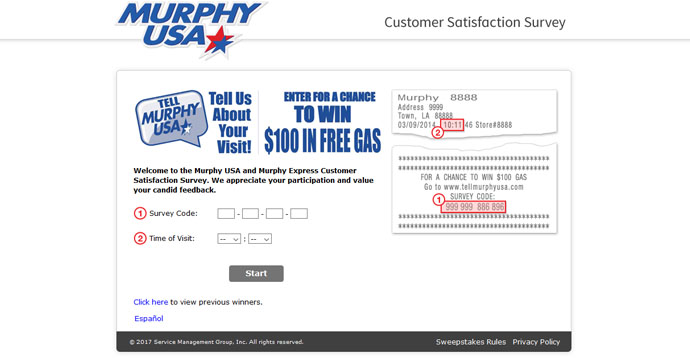 MURPHY
USA
Customer Satisfaction Survey
TELL
MURPHY
USA
Tell Us
About
Your
Visit!
ENTER FOR A CHANCE
TO WIN
$100 IN FREE GAS
Welcome to the Murphy USA and Murphy Express Customer
Satisfaction Survey. We appreciate your participation and value
your candid feedback.
1 Survey Code: - - -
2 Time of Visit: -- : --
Start
Click here to view previous winners.
Español
Murphy 8888
Address 9999
Town, LA 88888
03/09/2014 10:11:46 Store#8888
2
************************************
************************************
FOR A CHANCE TO WIN $100 GAS
Go to www.tellmurphyusa.com
SURVEY CODE:
1
999 999 886 896
************************************
************************************
© 2017 Service Management Group, Inc. All rights reserved.
Sweepstakes Rules Privacy Policy